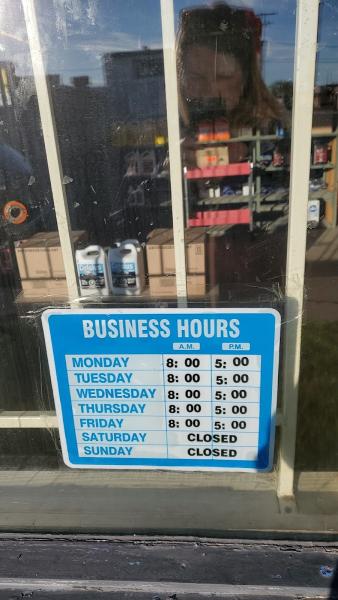 BUSINESS HOURS
A.M. P.M.
MONDAY 8: 00 5: 00
TUESDAY 8: 00 5: 00
WEDNESDAY 8: 00 5: 00
THURSDAY 8: 00 5: 00
FRIDAY 8: 00 5: 00
SATURDAY CLOSED
SUNDAY CLOSED